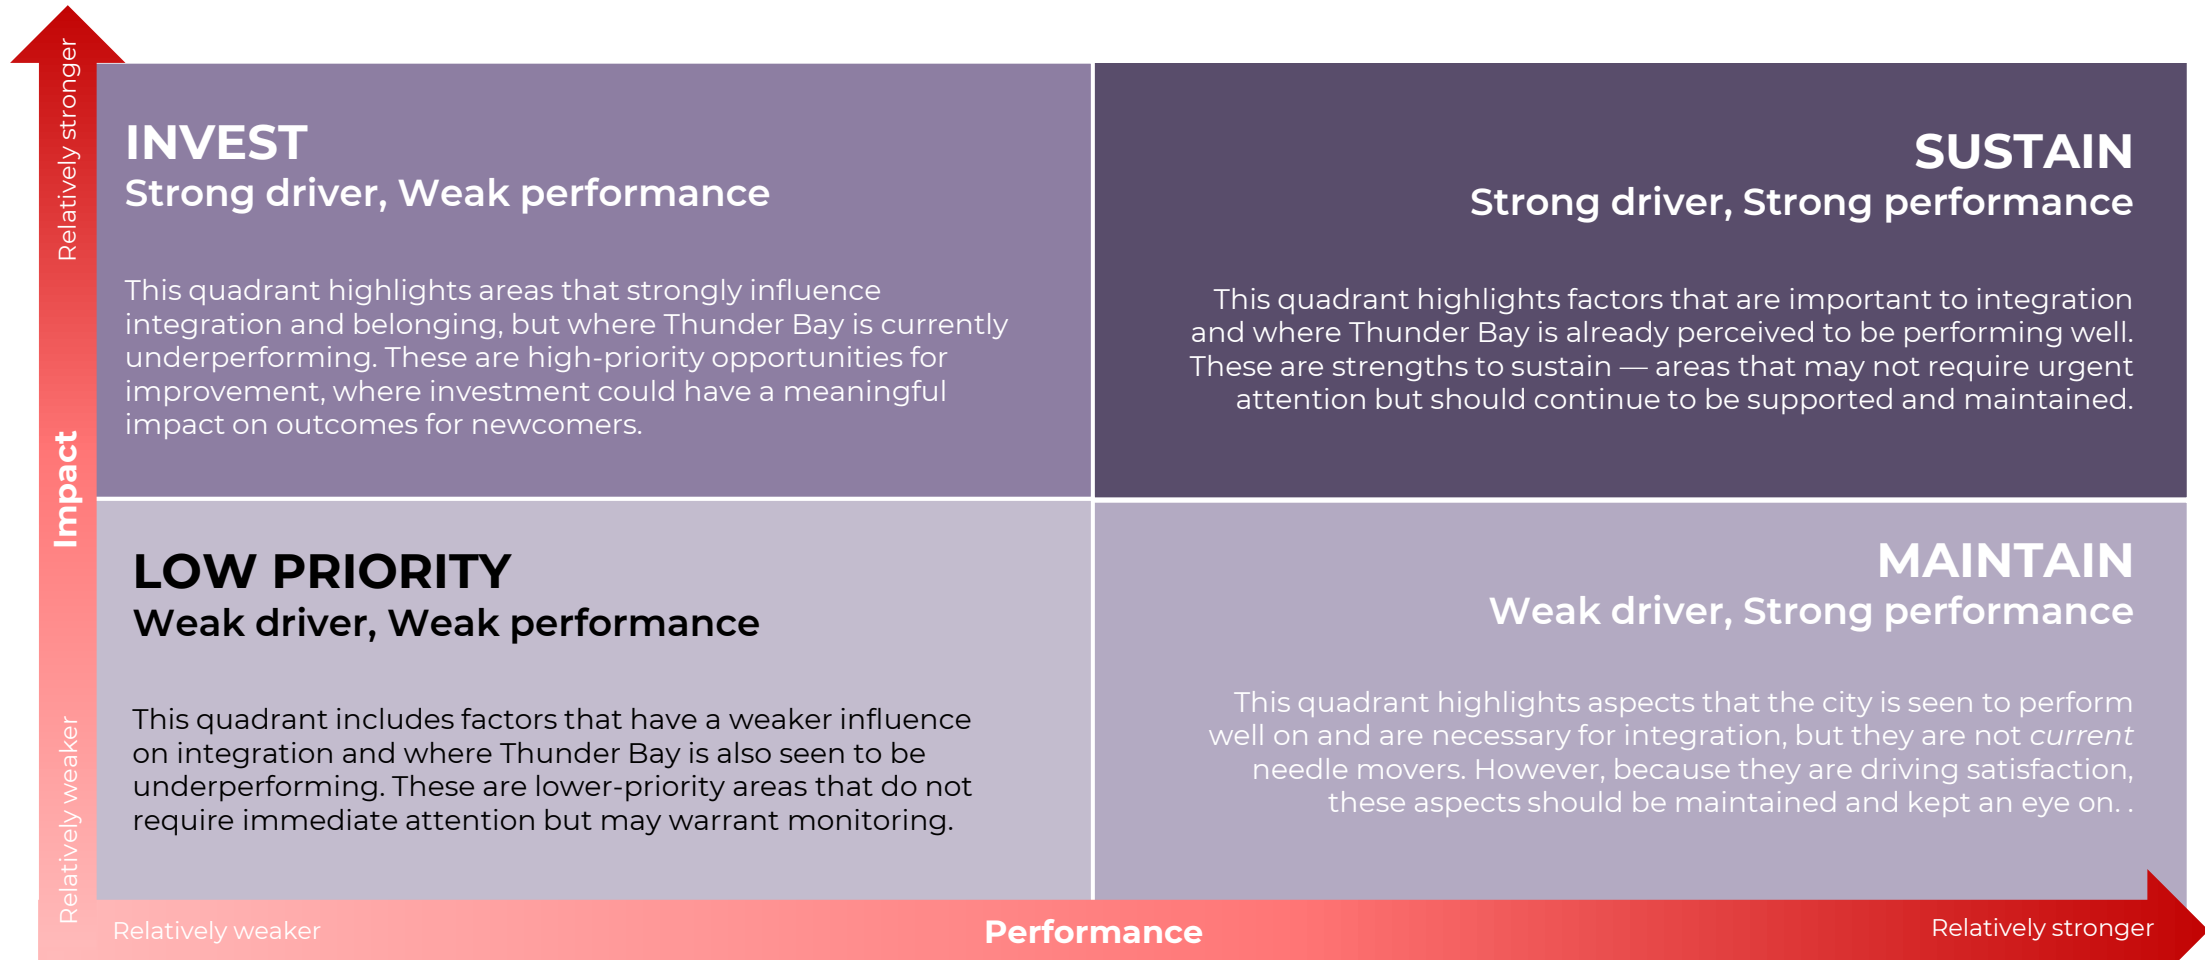 Relatively stronger
Impact
Relatively weaker
INVEST
Strong driver, Weak performance
This quadrant highlights areas that strongly influence
integration and belonging, but where Thunder Bay is currently
underperforming. These are high-priority opportunities for
improvement, where investment could have a meaningful
impact on outcomes for newcomers.
SUSTAIN
Strong driver, Strong performance
This quadrant highlights factors that are important to integration
and where Thunder Bay is already perceived to be performing well.
These are strengths to sustain — areas that may not require urgent
attention but should continue to be supported and maintained.
LOW PRIORITY
Weak driver, Weak performance
This quadrant includes factors that have a weaker influence
on integration and where Thunder Bay is also seen to be
underperforming. These are lower-priority areas that do not
require immediate attention but may warrant monitoring.
MAINTAIN
Weak driver, Strong performance
This quadrant highlights aspects that the city is seen to perform
well on and are necessary for integration, but they are not current
needle movers. However, because they are driving satisfaction,
these aspects should be maintained and kept an eye on. .
Relatively weaker
Performance
Relatively stronger